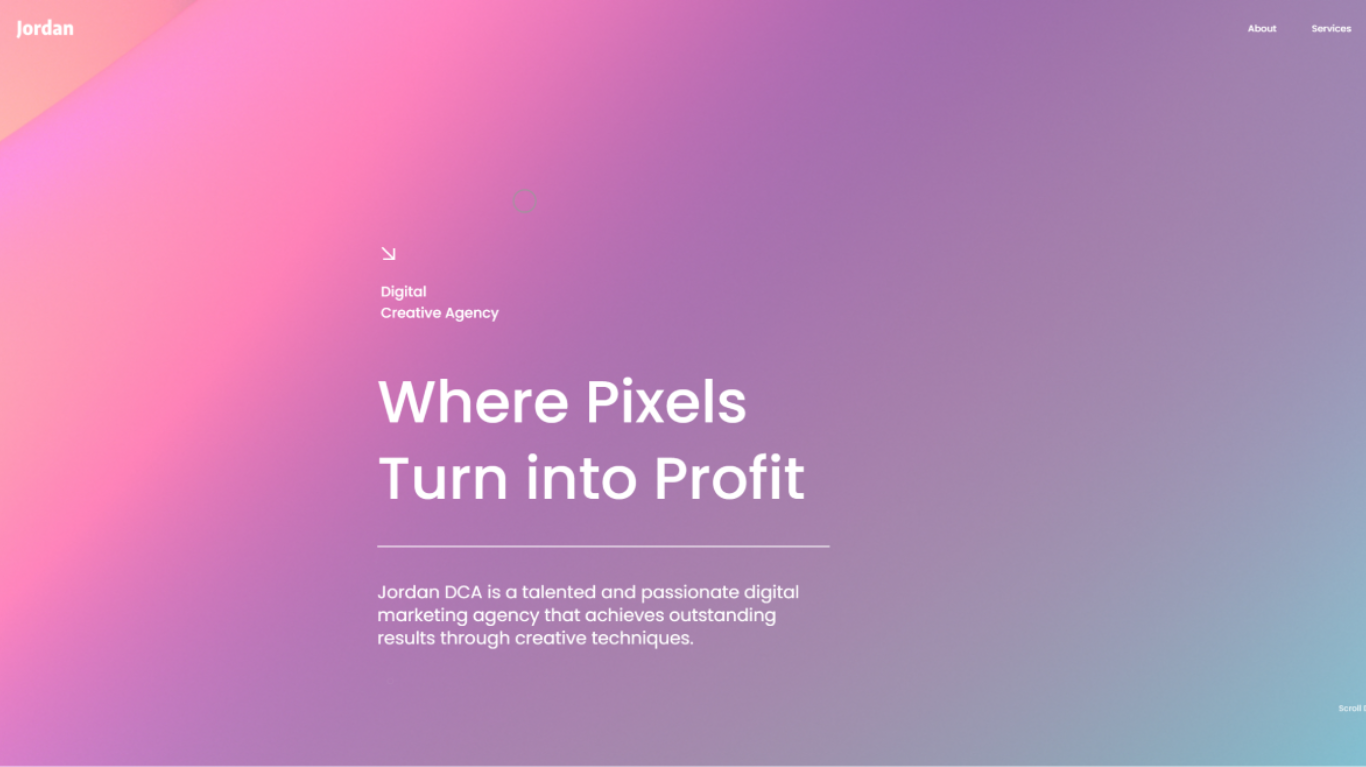 Jordan
About Services
Digital
Creative Agency
Where Pixels
Turn into Profit
Jordan DCA is a talented and passionate digital
marketing agency that achieves outstanding
results through creative techniques.
Scroll